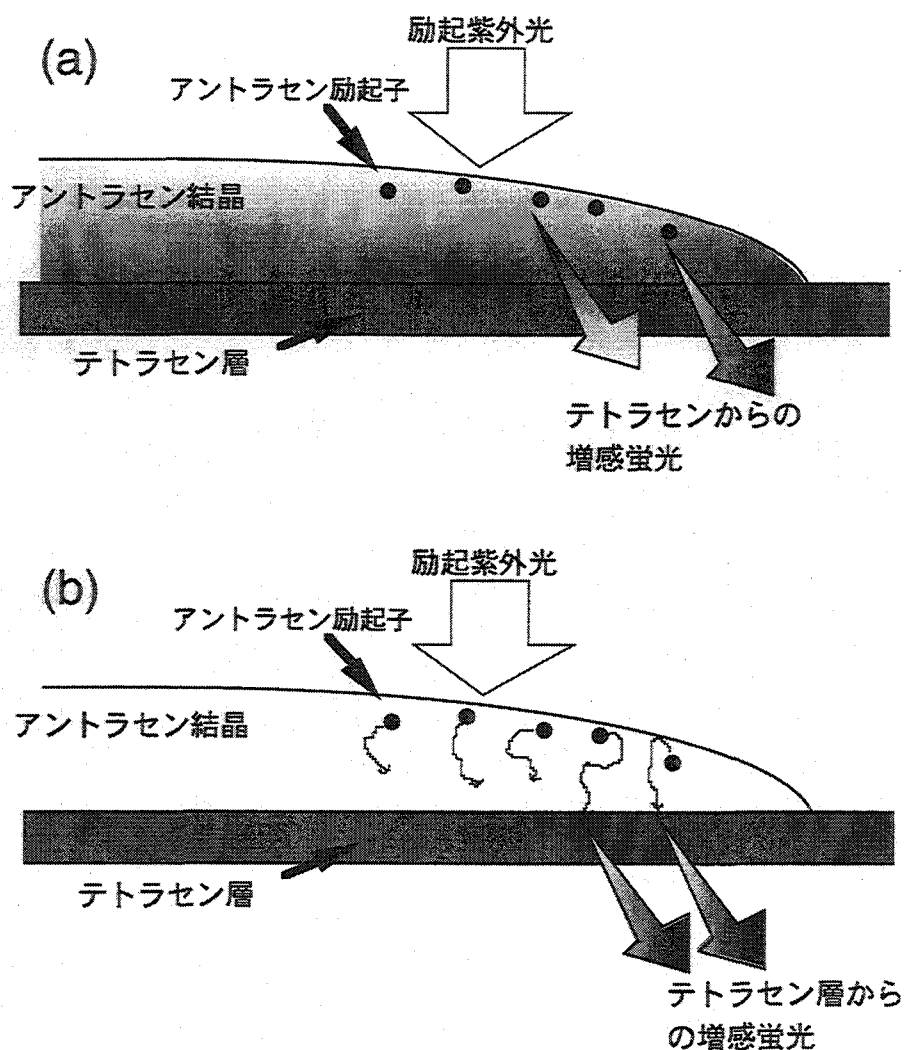 (a)
励起紫外光
アントラセン励起子
アントラセン結晶
テトラセン層
テトラセンからの
増感蛍光
(b)
励起紫外光
アントラセン励起子
アントラセン結晶
テトラセン層
テトラセン層から
の増感蛍光